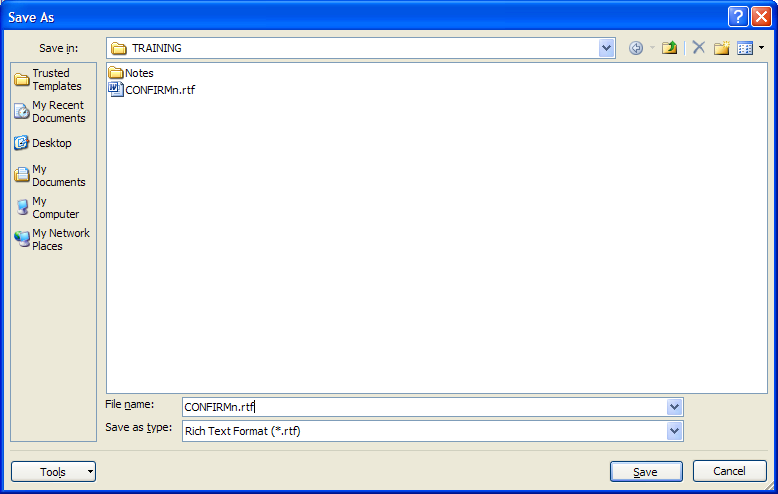 Save As
Save in:
TRAINING
Trusted
Templates
My Recent
Documents
Desktop
My
Documents
My
Computer
My Network
Places
Notes
CONFIRMn.rtf
File name:
CONFIRMn.rtf
Save as type:
Rich Text Format (*.rtf)
Tools
Save
Cancel